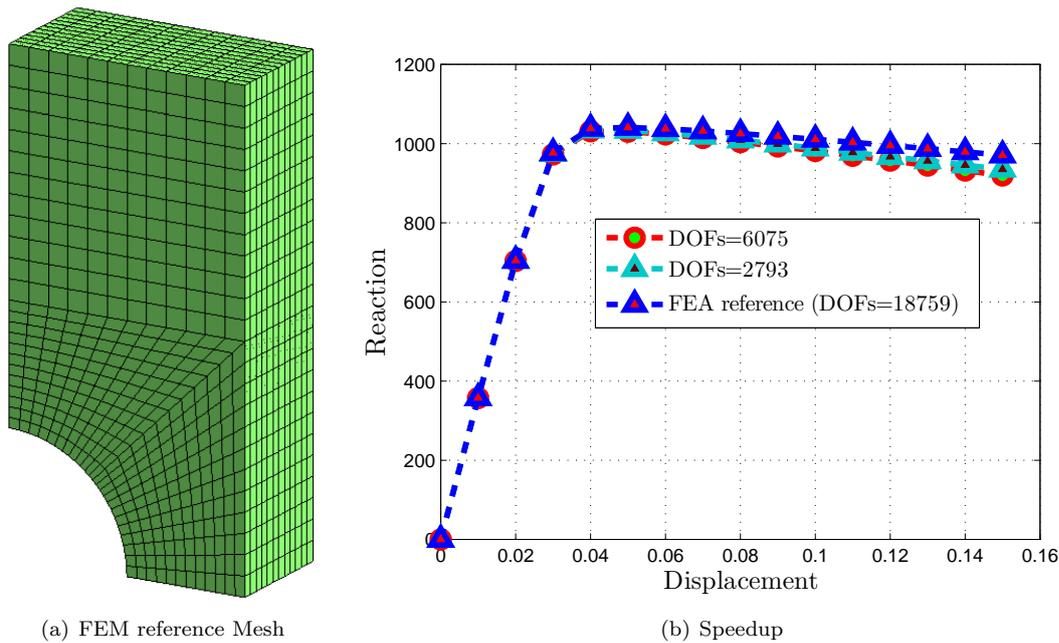 1200
1000
800
600
400
200
0
0 0.02 0.04 0.06 0.08 0.1 0.12 0.14 0.16
Reaction
Displacement
DOFs=6075
DOFs=2793
FEA reference (DOFs=18759)
(a) FEM reference Mesh
(b) Speedup